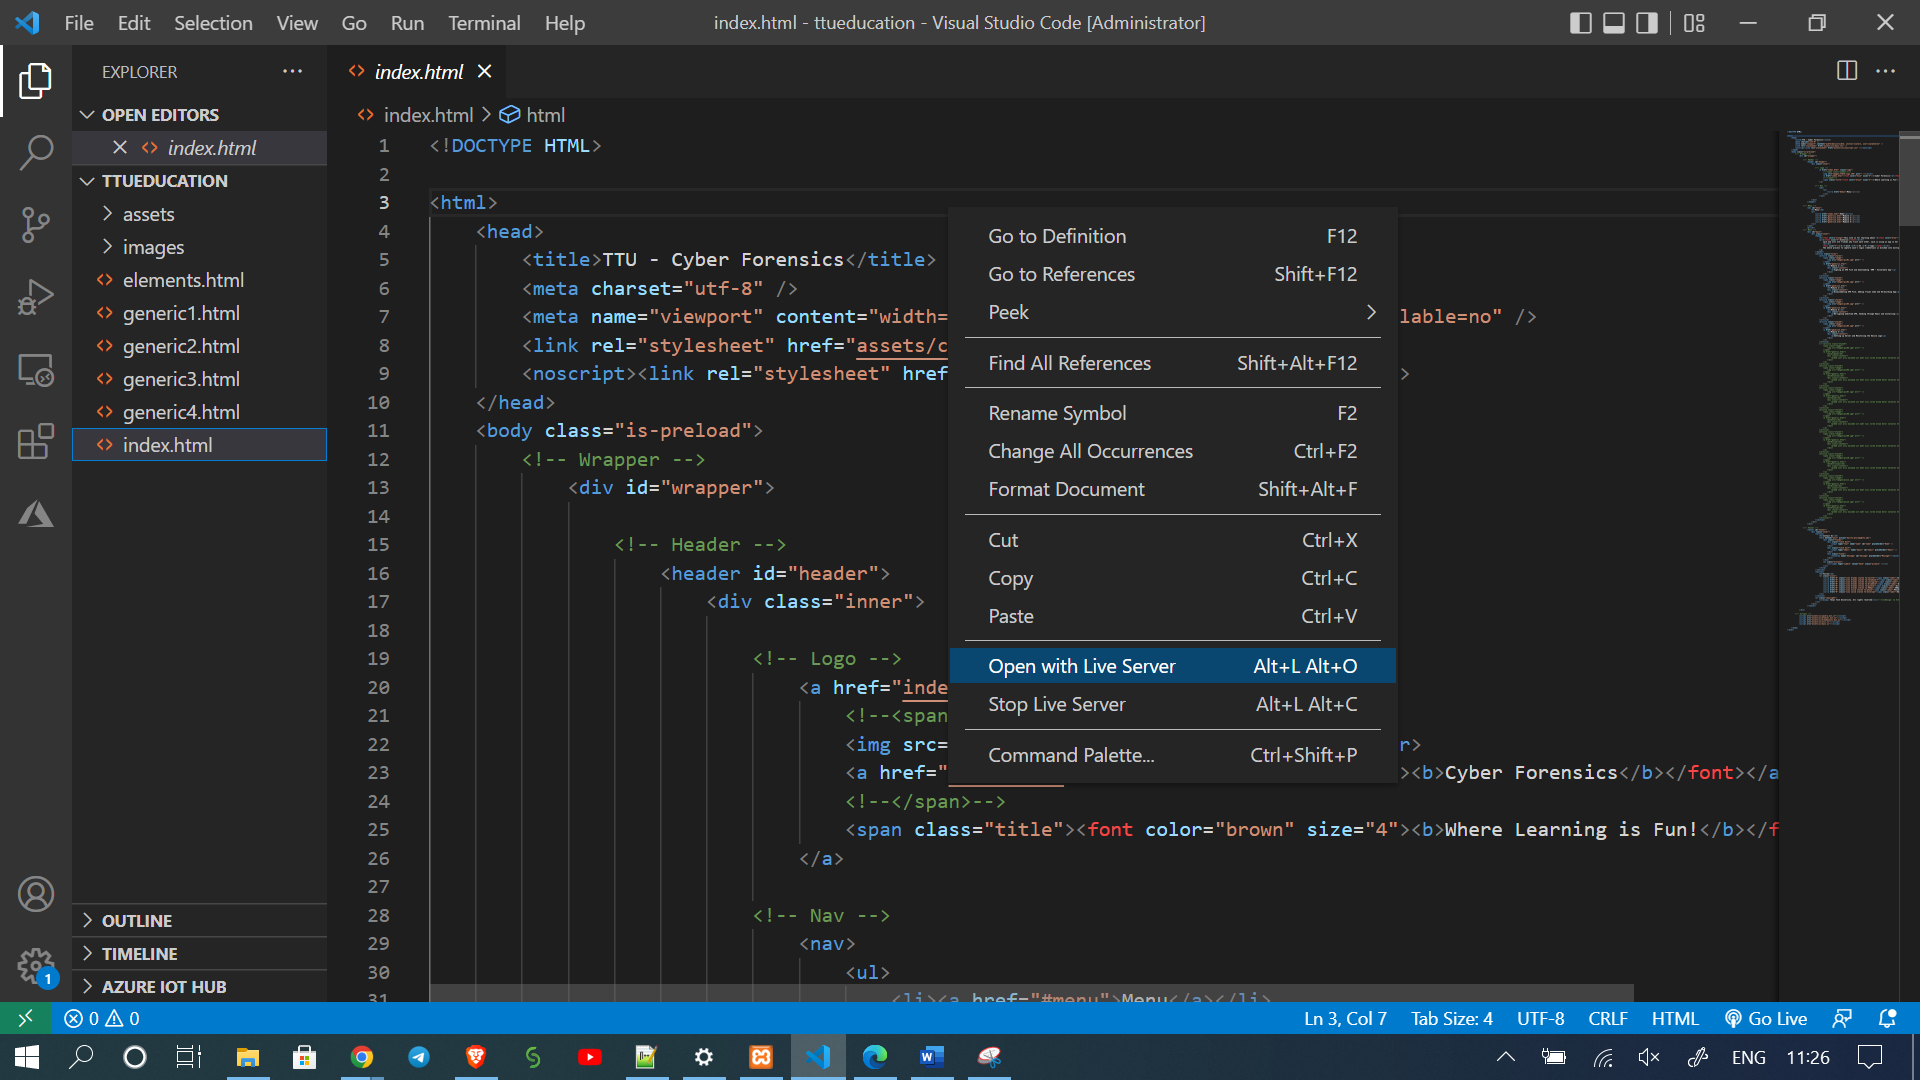 File Edit Selection View Go Run Terminal Help
index.html - ttueducation - Visual Studio Code [Administrator]
EXPLORER
OPEN EDITORS
index.html
TTUEDUCATION
assets
images
elements.html
generic1.html
generic2.html
generic3.html
generic4.html
index.html
OUTLINE
TIMELINE
AZURE IOT HUB
1
index.html
index.html > html
1 <!DOCTYPE HTML>
2
3 <html>
4 <head>
5 <title>TTU - Cyber Forensics</title>
6 <meta charset="utf-8" />
7 <meta name="viewport" content="width= lable=no" />
8 <link rel="stylesheet" href="assets/c
9 <noscript><link rel="stylesheet" href >
10 </head>
11 <body class="is-preload">
12 <!-- Wrapper -->
13 <div id="wrapper">
14
15 <!-- Header -->
16 <header id="header">
17 <div class="inner">
18
19 <!-- Logo -->
20 <a href="inde
21 <!--<span
22 <img src= r>
23 <a href=" ><b>Cyber Forensics</b></font></a
24 <!--</span>-->
25 <span class="title"><font color="brown" size="4"><b>Where Learning is Fun!</b></f
26 </a>
27
28 <!-- Nav -->
29 <nav>
30 <ul>
31 <li><a href="#menu">Menu</a></li>
Go to Definition F12
Go to References Shift+F12
Peek
Find All References Shift+Alt+F12
Rename Symbol F2
Change All Occurrences Ctrl+F2
Format Document Shift+Alt+F
Cut Ctrl+X
Copy Ctrl+C
Paste Ctrl+V
Open with Live Server Alt+L Alt+O
Stop Live Server Alt+L Alt+C
Command Palette... Ctrl+Shift+P
0 0 Ln 3, Col 7 Tab Size: 4 UTF-8 CRLF HTML Go Live
ENG 11:26